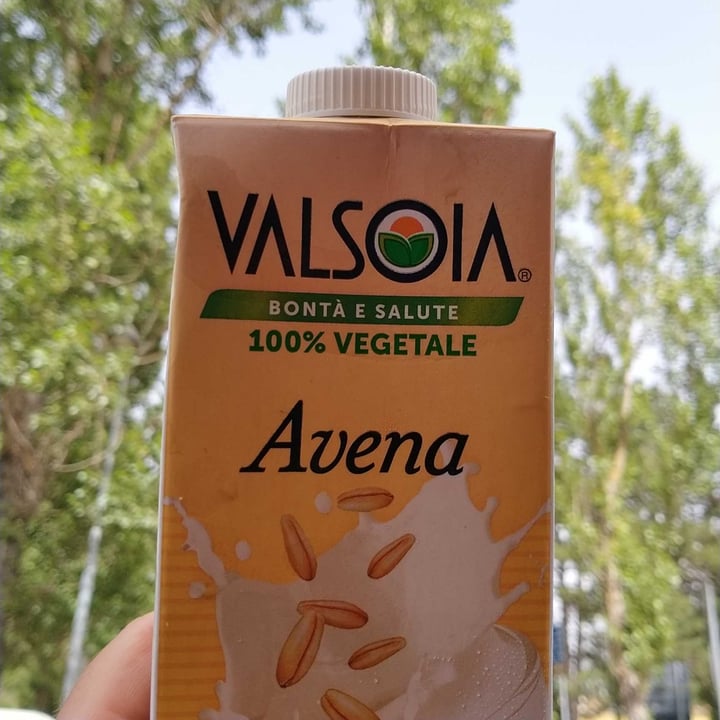 VALSOIA®
BONTÀ E SALUTE
100% VEGETALE
Avena